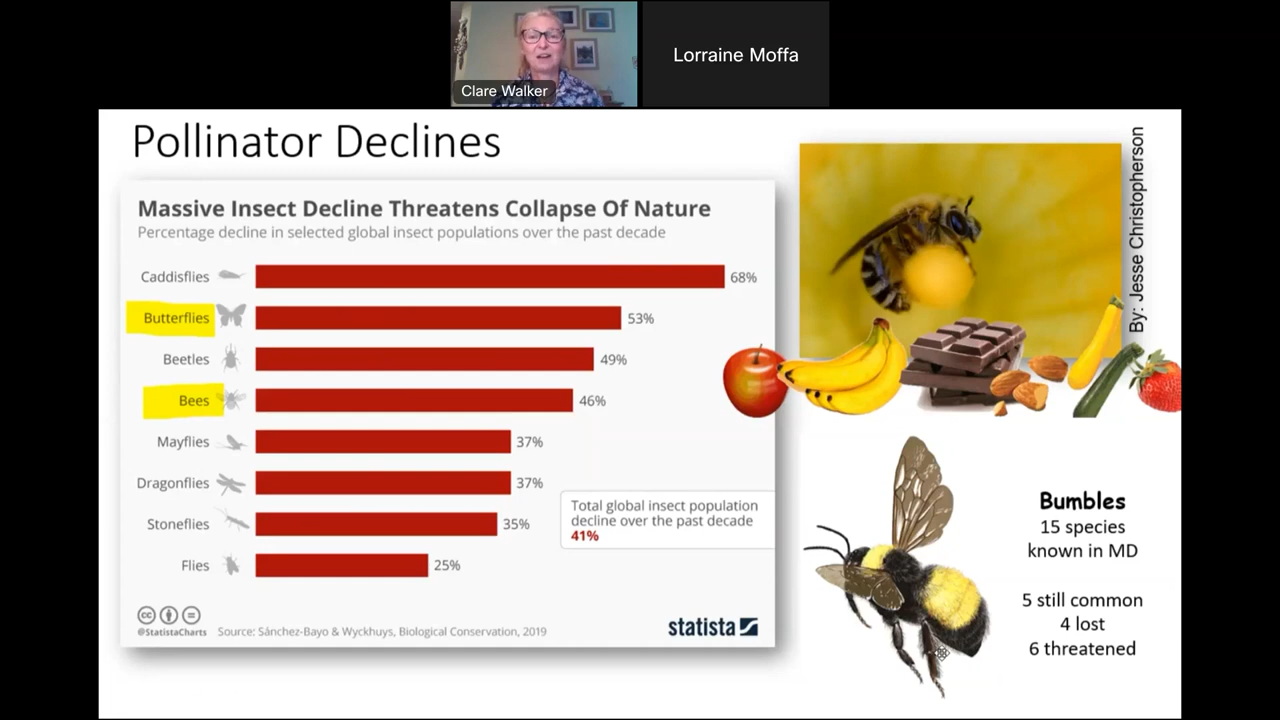 Clare Walker
Lorraine Moffa
Pollinator Declines
Massive Insect Decline Threatens Collapse Of Nature
Percentage decline in selected global insect populations over the past decade
Caddisflies 68%
Butterflies 53%
Beetles 49%
Bees 46%
Mayflies 37%
Dragonflies 37%
Stoneflies 35%
Flies 25%
Total global insect population
decline over the past decade
41%
@StatistaCharts Source: Sánchez-Bayo & Wyckhuys, Biological Conservation, 2019
statista
By: Jesse Christopherson
Bumbles
15 species
known in MD
5 still common
4 lost
6 threatened